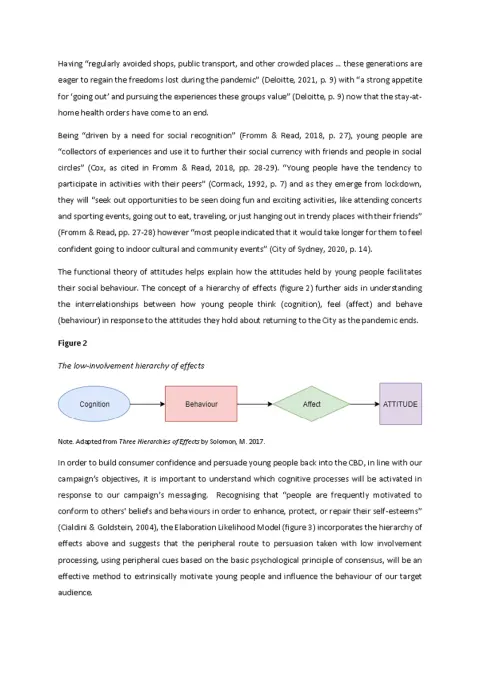 Having “regularly avoided shops, public transport, and other crowded places … these generations are
eager to regain the freedoms lost during the pandemic” (Deloitte, 2021, p. 9) with “a strong appetite
for ‘going out’ and pursuing the experiences these groups value” (Deloitte, p. 9) now that the stay-at-
home health orders have come to an end.
Being “driven by a need for social recognition” (Fromm & Read, 2018, p. 27), young people are
“collectors of experiences and use it to further their social currency with friends and people in social
circles” (Cox, as cited in Fromm & Read, 2018, pp. 28-29). “Young people have the tendency to
participate in activities with their peers” (Cormack, 1992, p. 7) and as they emerge from lockdown,
they will “seek out opportunities to be seen doing fun and exciting activities, like attending concerts
and sporting events, going out to eat, traveling, or just hanging out in trendy places with their friends”
(Fromm & Read, pp. 27-28) however “most people indicated that it would take longer for them to feel
confident going to indoor cultural and community events” (City of Sydney, 2020, p. 14).
The functional theory of attitudes helps explain how the attitudes held by young people facilitates
their social behaviour. The concept of a hierarchy of effects (figure 2) further aids in understanding
the interrelationships between how young people think (cognition), feel (affect) and behave
(behaviour) in response to the attitudes they hold about returning to the City as the pandemic ends.
Figure 2
The low-involvement hierarchy of effects
Cognition
Behaviour
Affect
ATTITUDE
Note. Adapted from Three Hierarchies of Effects by Solomon, M. 2017.
In order to build consumer confidence and persuade young people back into the CBD, in line with our
campaign’s objectives, it is important to understand which cognitive processes will be activated in
response to our campaign’s messaging. Recognising that “people are frequently motivated to
conform to others’ beliefs and behaviours in order to enhance, protect, or repair their self-esteems”
(Cialdini & Goldstein, 2004), the Elaboration Likelihood Model (figure 3) incorporates the hierarchy of
effects above and suggests that the peripheral route to persuasion taken with low involvement
processing, using peripheral cues based on the basic psychological principle of consensus, will be an
effective method to extrinsically motivate young people and influence the behaviour of our target
audience.